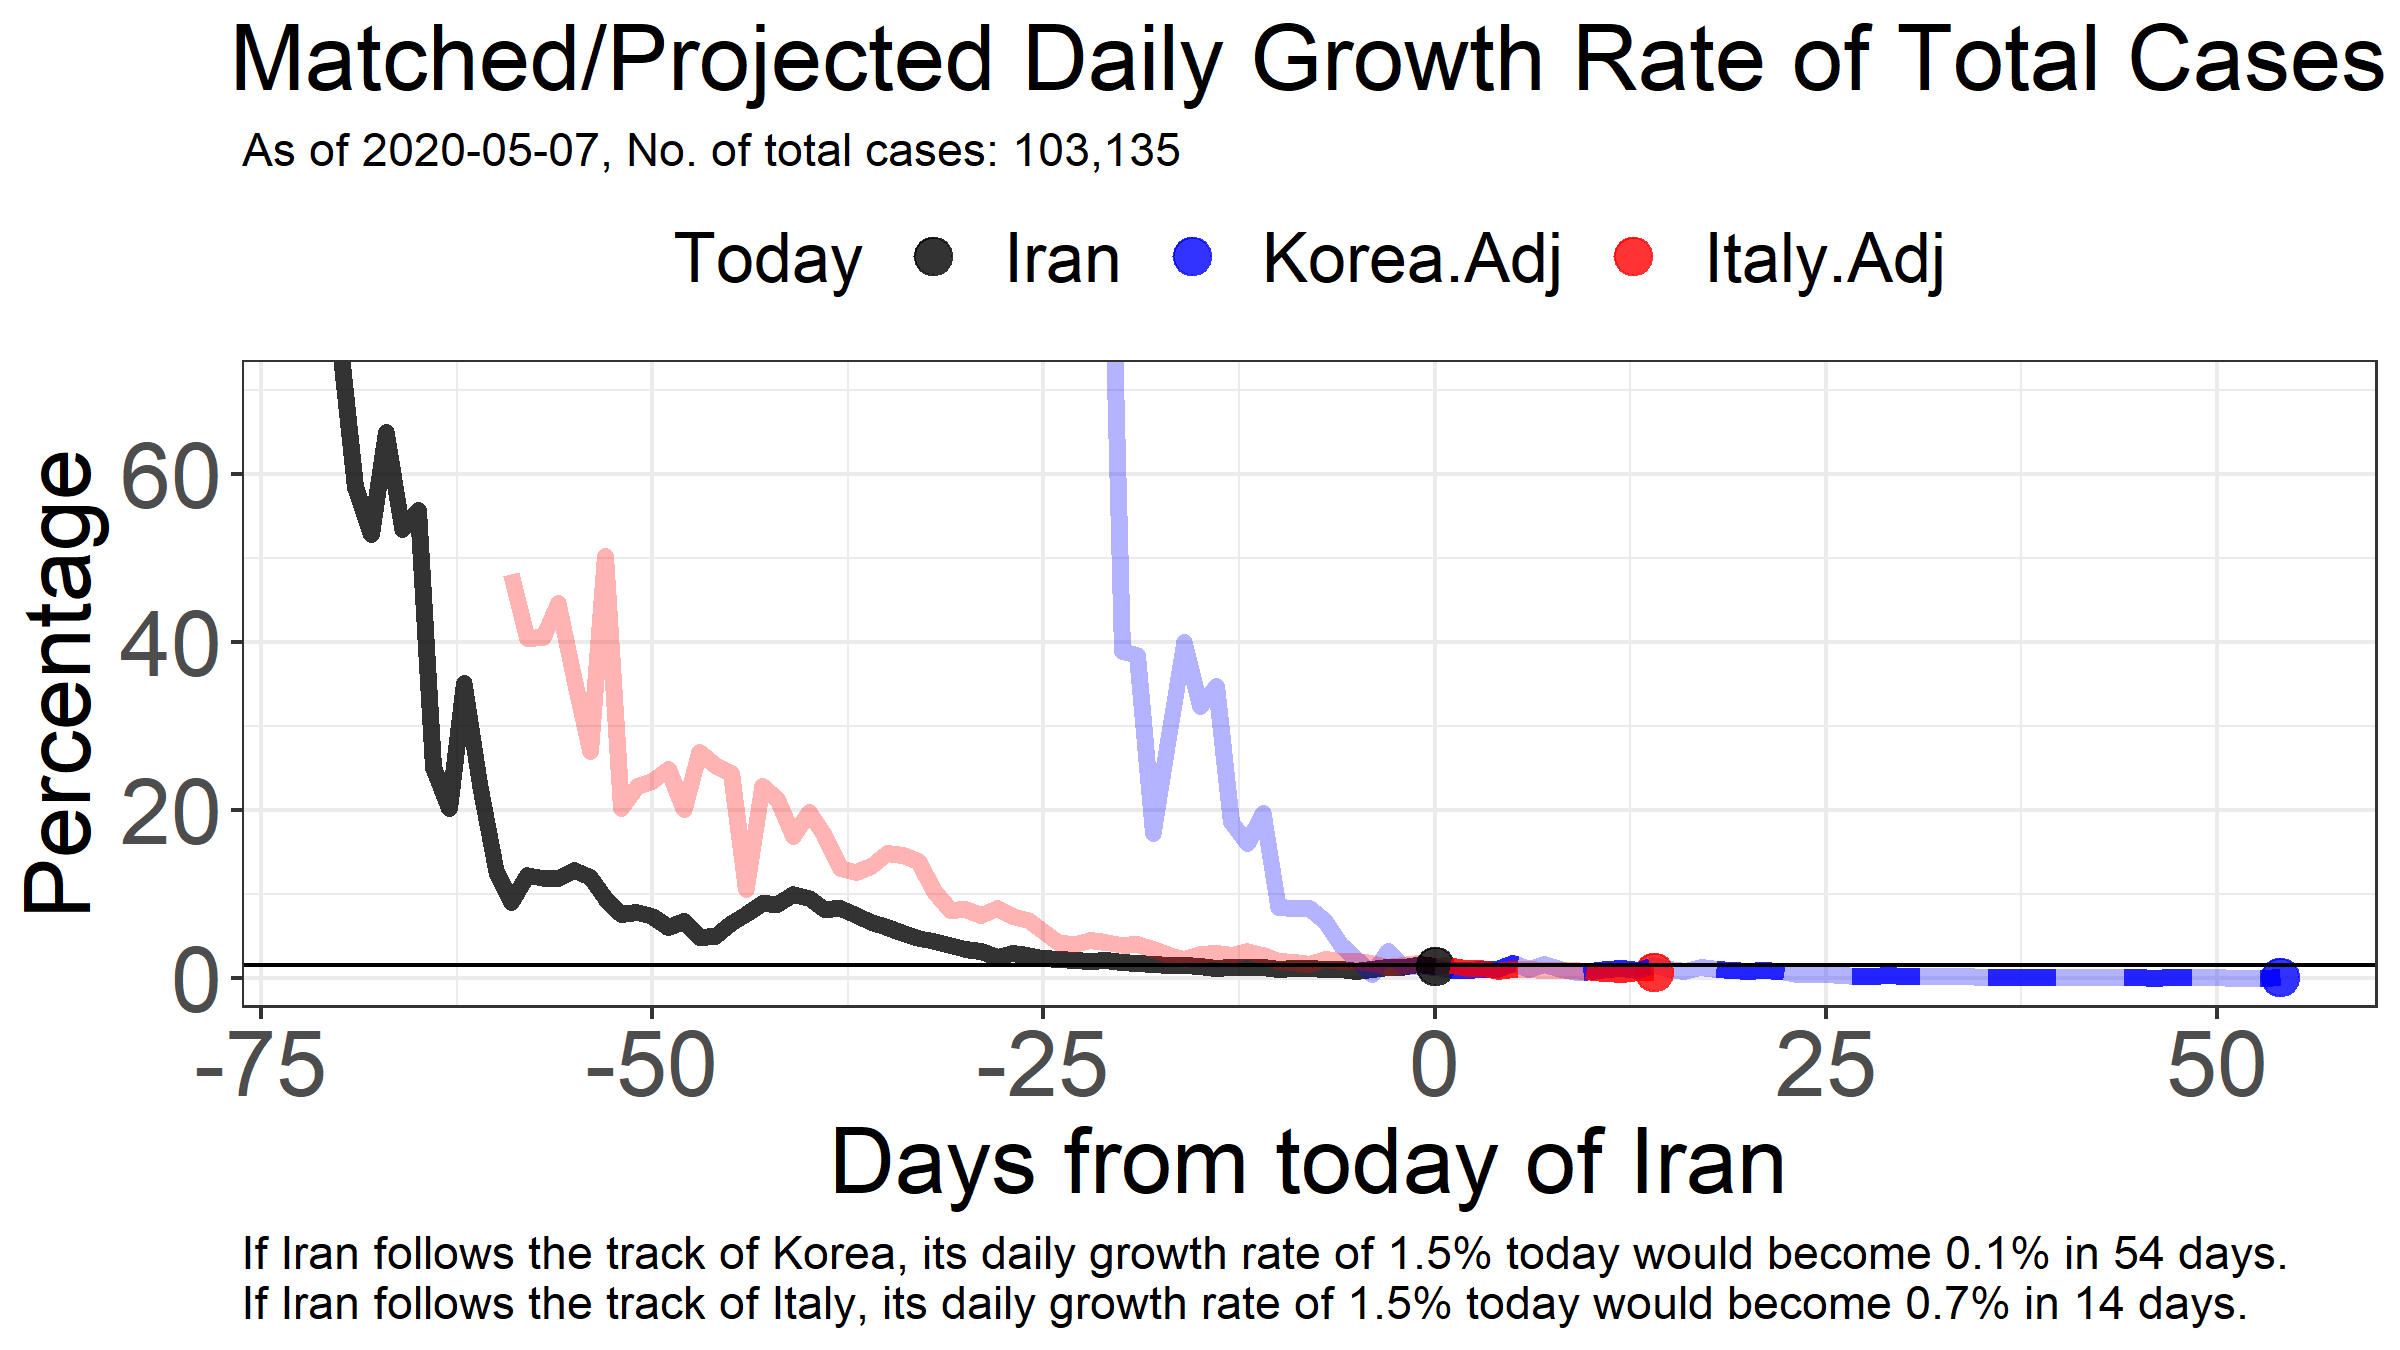 Matched/Projected Daily Growth Rate of Total Cases
As of 2020-05-07, No. of total cases: 103,135
Today Iran Korea.Adj Italy.Adj
Percentage
60
40
20
0
-75 -50 -25 0 25 50
Days from today of Iran
If Iran follows the track of Korea, its daily growth rate of 1.5% today would become 0.1% in 54 days.
If Iran follows the track of Italy, its daily growth rate of 1.5% today would become 0.7% in 14 days.